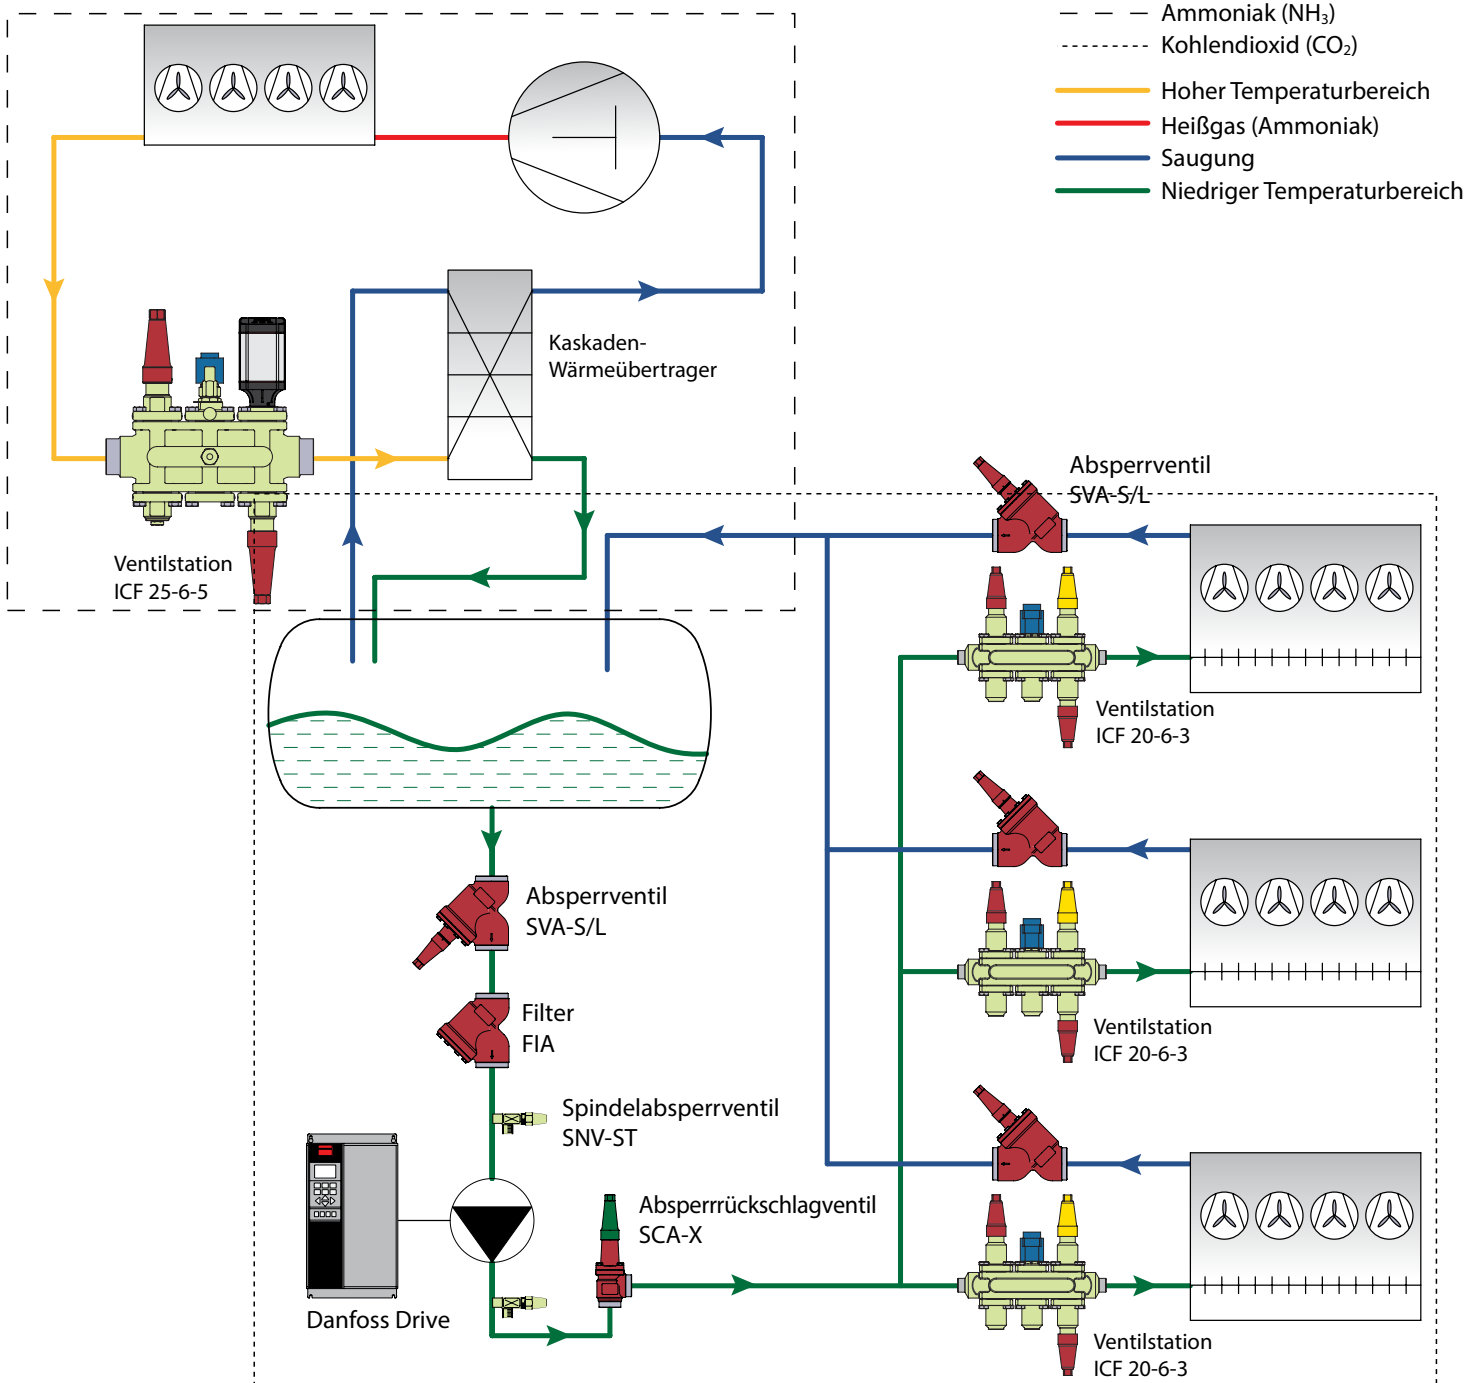 Ammoniak (NH₃)
Kohlendioxid (CO₂)
Hoher Temperaturbereich
Heißgas (Ammoniak)
Saugung
Niedriger Temperaturbereich
Kaskaden-
Wärmeübertrager
Ventilstation
ICF 25-6-5
Absperrventil
SVA-S/L
Ventilstation
ICF 20-6-3
Absperrventil
SVA-S/L
Filter
FIA
Ventilstation
ICF 20-6-3
Spindelabsperrventil
SNV-ST
Absperrrückschlagventil
SCA-X
Danfoss Drive
Ventilstation
ICF 20-6-3